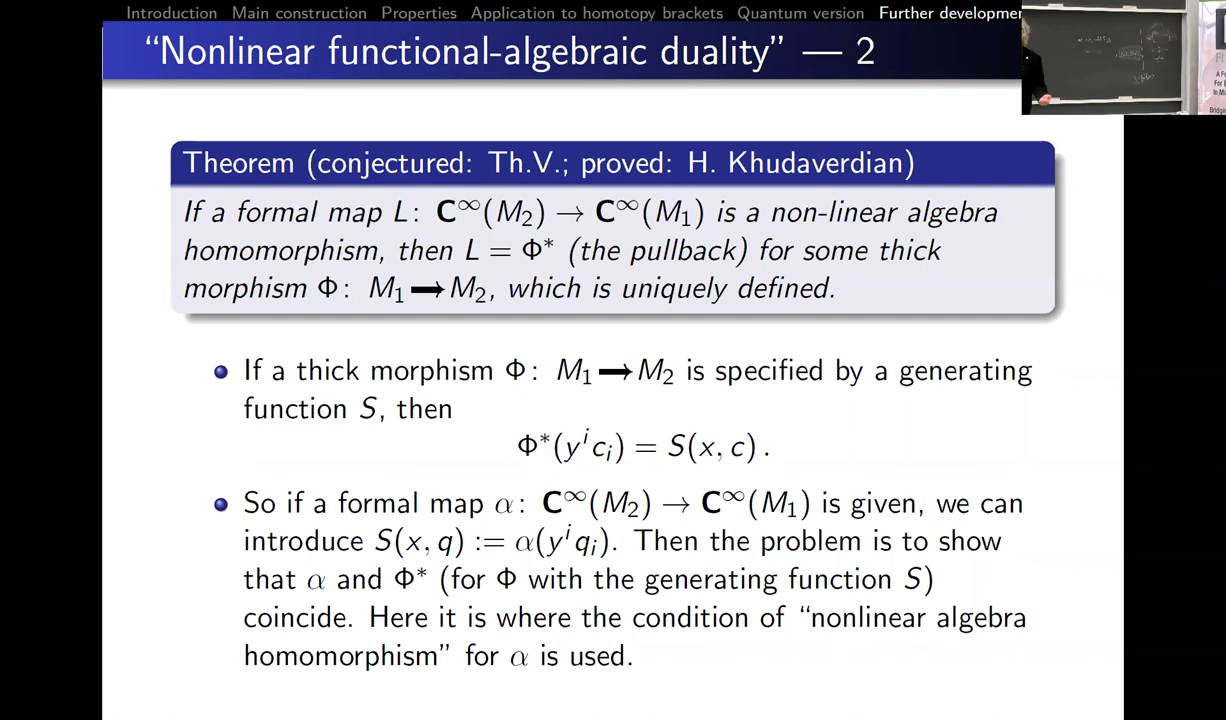 Introduction Main construction Properties Application to homotopy brackets Quantum version Further
“Nonlinear functional-algebraic duality” — 2
Theorem (conjectured: Th.V.; proved: H. Khudaverdian)
If a formal map L: C^∞(M₂) → C^∞(M₁) is a non-linear algebra
homomorphism, then L = Φ* (the pullback) for some thick
morphism Φ: M₁ → M₂, which is uniquely defined.
If a thick morphism Φ: M₁ → M₂ is specified by a generating
function S, then
Φ*(yⁱcᵢ) = S(x, c) .
So if a formal map α: C^∞(M₂) → C^∞(M₁) is given, we can
introduce S(x, q) := α(yⁱqᵢ). Then the problem is to show
that α and Φ* (for Φ with the generating function S)
coincide. Here it is where the condition of “nonlinear algebra
homomorphism” for α is used.